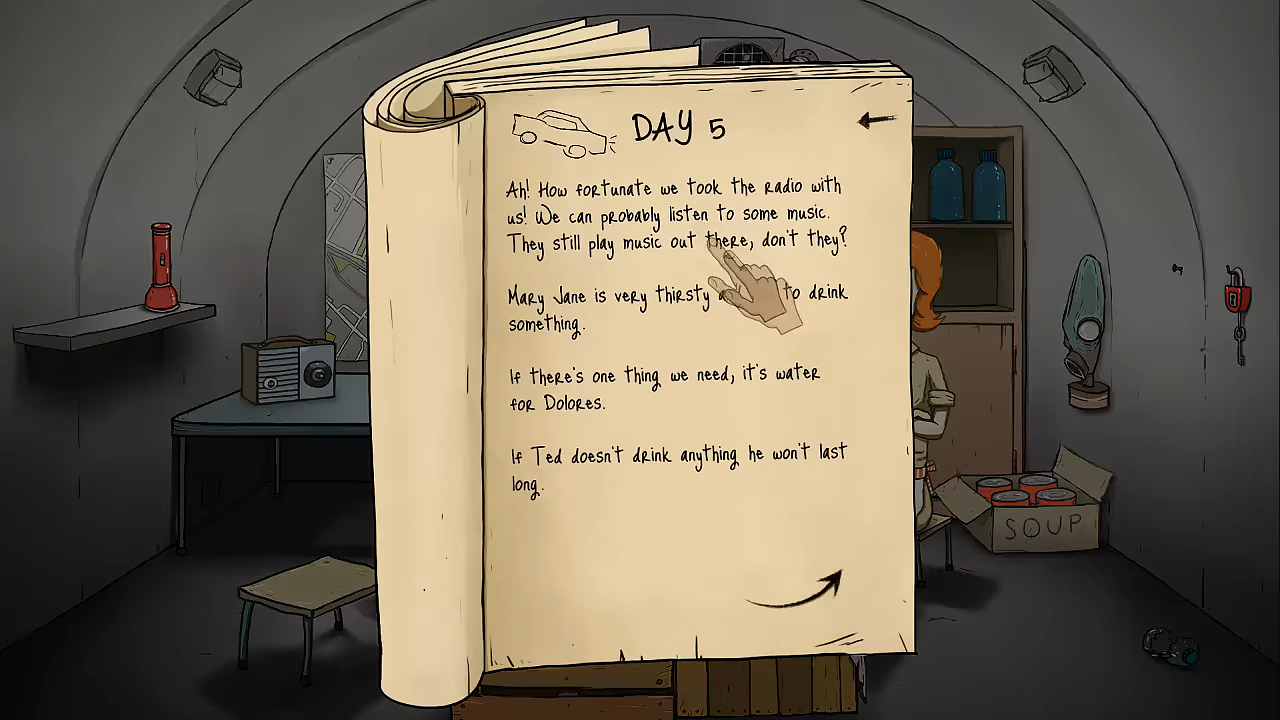 DAY 5
Ah! How fortunate we took the radio with
us! We can probably listen to some music.
They still play music out there, don't they?
Mary Jane is very thirsty to drink
something.
If there's one thing we need, it's water
for Dolores.
If Ted doesn't drink anything he won't last
long.
SOUP